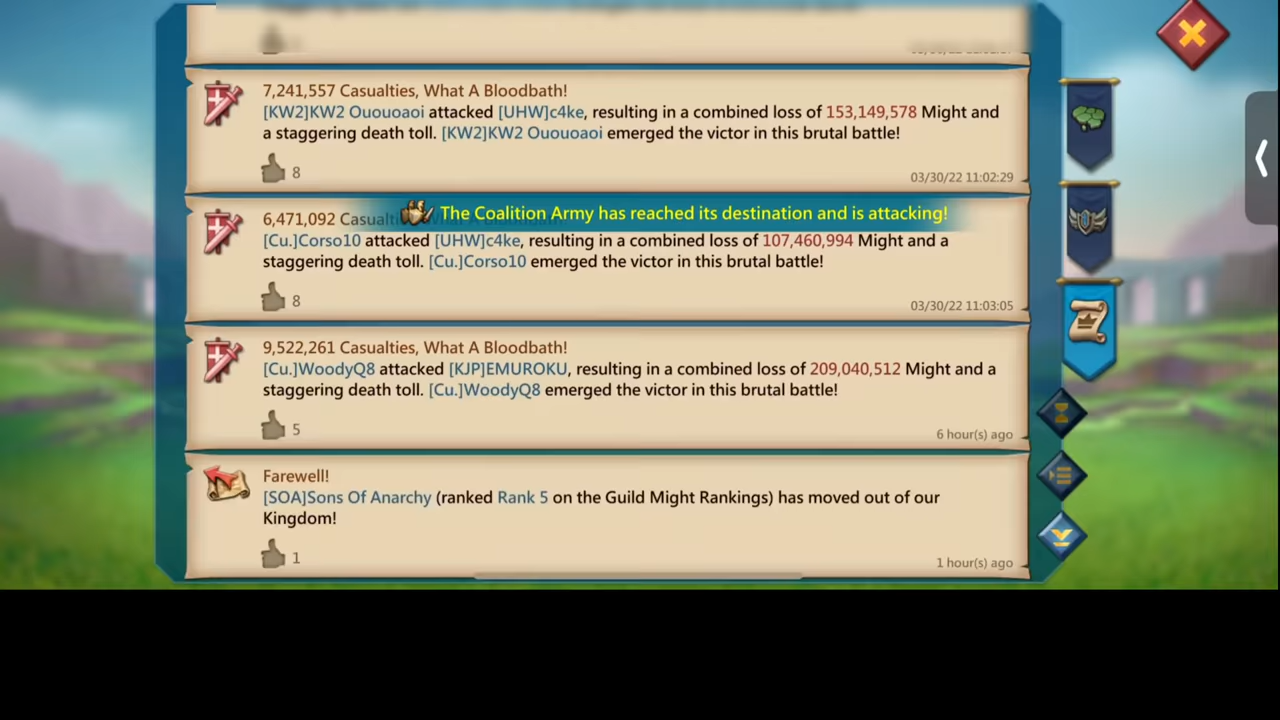 7,241,557 Casualties, What A Bloodbath!
[KW2]KW2 Ououoaoi attacked [UHW]c4ke, resulting in a combined loss of 153,149,578 Might and
a staggering death toll. [KW2]KW2 Ououoaoi emerged the victor in this brutal battle!
8
03/30/22 11:02:29
6,471,092 Casualti
The Coalition Army has reached its destination and is attacking!
[Cu.]Corso10 attacked [UHW]c4ke, resulting in a combined loss of 107,460,994 Might and a
staggering death toll. [Cu.]Corso10 emerged the victor in this brutal battle!
8
03/30/22 11:03:05
9,522,261 Casualties, What A Bloodbath!
[Cu.]WoodyQ8 attacked [KJP]EMUROKU, resulting in a combined loss of 209,040,512 Might and a
staggering death toll. [Cu.]WoodyQ8 emerged the victor in this brutal battle!
5
6 hour(s) ago
Farewell!
[SOA]Sons Of Anarchy (ranked Rank 5 on the Guild Might Rankings) has moved out of our
Kingdom!
1
1 hour(s) ago